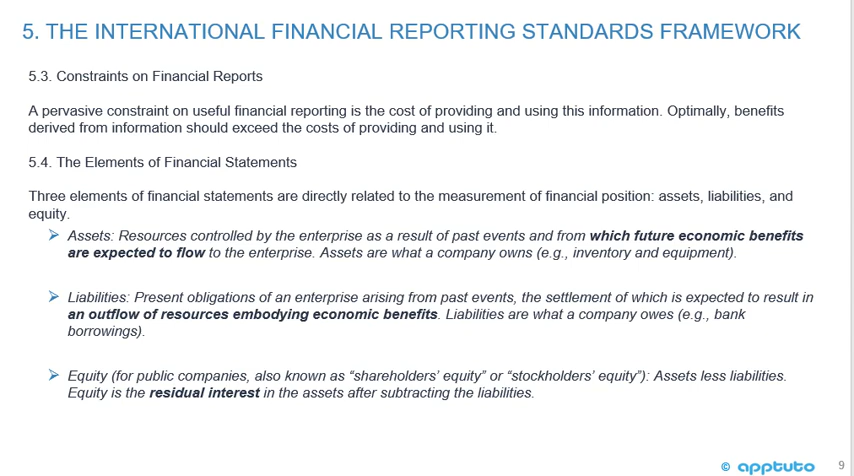 5. THE INTERNATIONAL FINANCIAL REPORTING STANDARDS FRAMEWORK
5.3. Constraints on Financial Reports
A pervasive constraint on useful financial reporting is the cost of providing and using this information. Optimally, benefits
derived from information should exceed the costs of providing and using it.
5.4. The Elements of Financial Statements
Three elements of financial statements are directly related to the measurement of financial position: assets, liabilities, and
equity.
➢ Assets: Resources controlled by the enterprise as a result of past events and from which future economic benefits
are expected to flow to the enterprise. Assets are what a company owns (e.g., inventory and equipment).
➢ Liabilities: Present obligations of an enterprise arising from past events, the settlement of which is expected to result in
an outflow of resources embodying economic benefits. Liabilities are what a company owes (e.g., bank
borrowings).
➢ Equity (for public companies, also known as “shareholders’ equity” or “stockholders’ equity”): Assets less liabilities.
Equity is the residual interest in the assets after subtracting the liabilities.
© apptuto 9